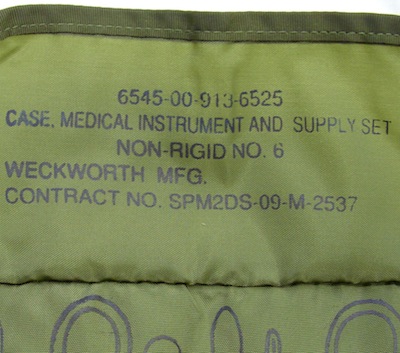 6545-00-913-6525
CASE, MEDICAL INSTRUMENT AND SUPPLY SET
NON-RIGID NO. 6
WECKWORTH MFG.
CONTRACT NO. SPM2DS-09-M-2537